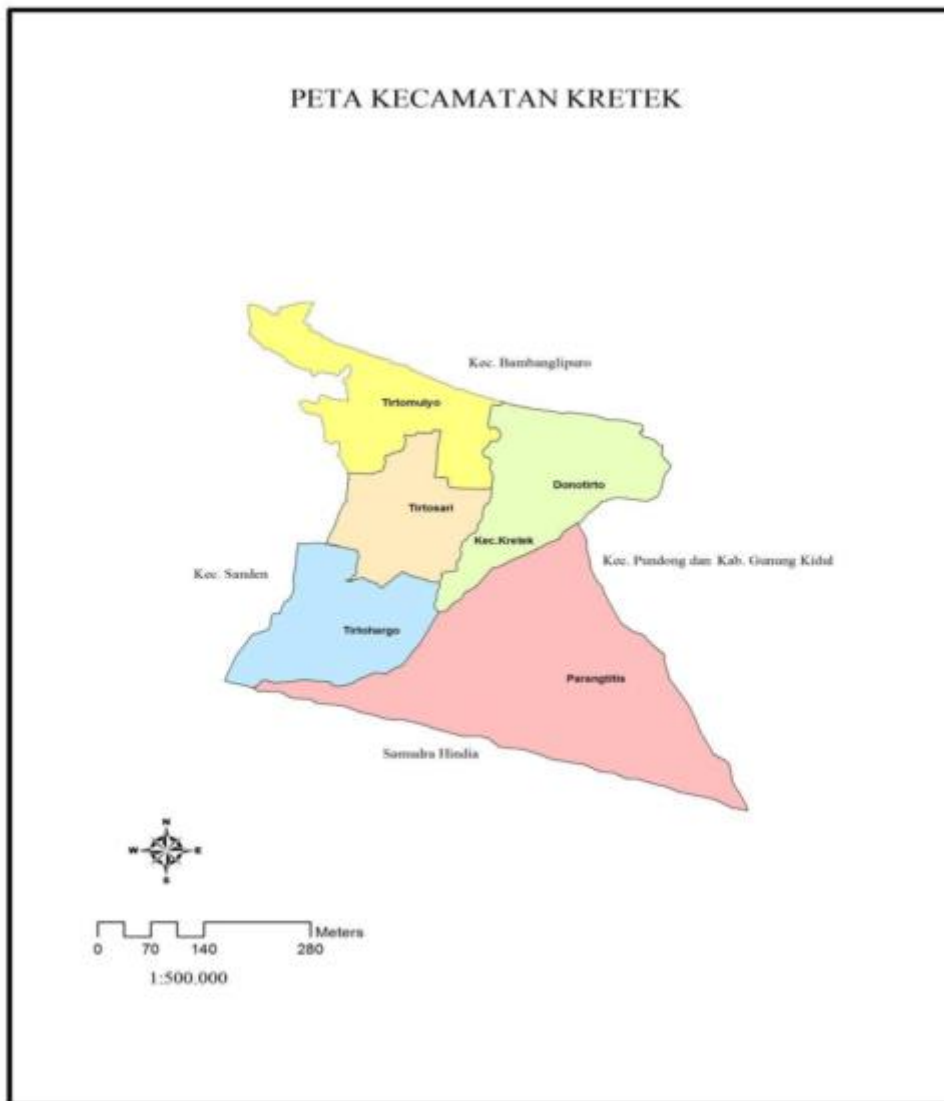 PETA KECAMATAN KRETEK
Kec. Bambanglipuro
Tirtomulyo
Donotirto
Tirtosari
Kec.Kretek
Kec. Pundong dan Kab. Gunung Kidul
Kec. Sanden
Tirtohargo
Parangtitis
Samudra Hindia
N
W E
S
Meters
0 70 140 280
1:500.000